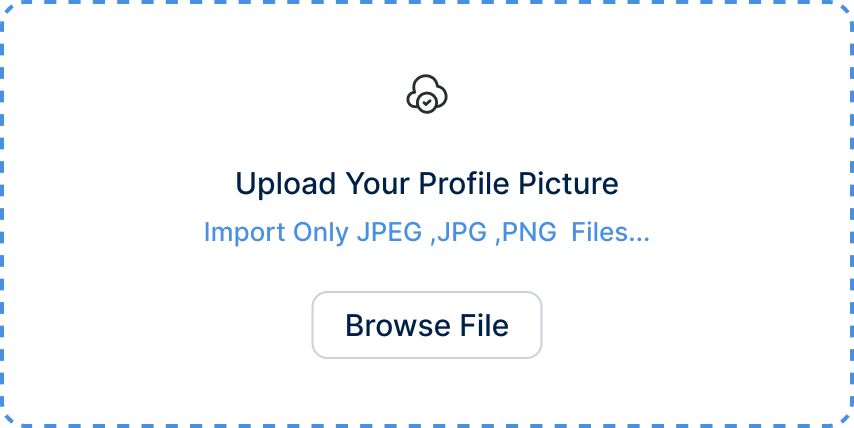 Upload Your Profile Picture
Import Only JPEG ,JPG ,PNG  Files...
Browse File